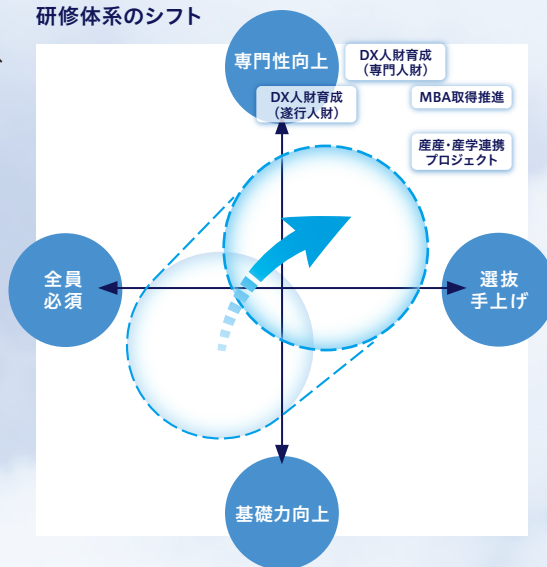 研修体系のシフト
専門性向上
DX人財育成
（専門人財）
DX人財育成
（遂行人財）
MBA取得推進
産産・産学連携
プロジェクト
全員
必須
選抜
手上げ
基礎力向上